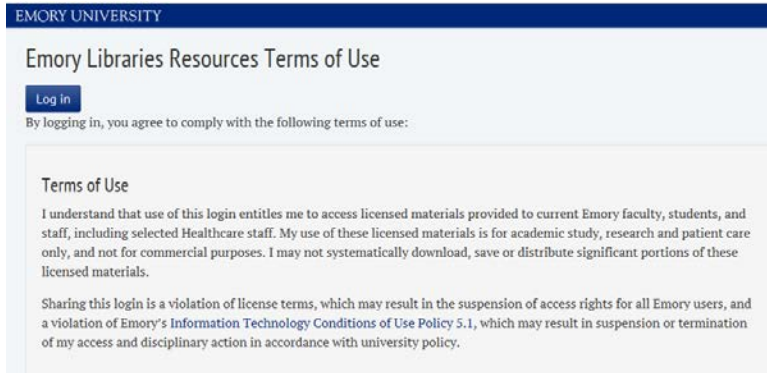 EMORY UNIVERSITY
Emory Libraries Resources Terms of Use
Log in
By logging in, you agree to comply with the following terms of use:
Terms of Use
I understand that use of this login entitles me to access licensed materials provided to current Emory faculty, students, and
staff, including selected Healthcare staff. My use of these licensed materials is for academic study, research and patient care
only, and not for commercial purposes. I may not systematically download, save or distribute significant portions of these
licensed materials.
Sharing this login is a violation of license terms, which may result in the suspension of access rights for all Emory users, and
a violation of Emory's Information Technology Conditions of Use Policy 5.1, which may result in suspension or termination
of my access and disciplinary action in accordance with university policy.